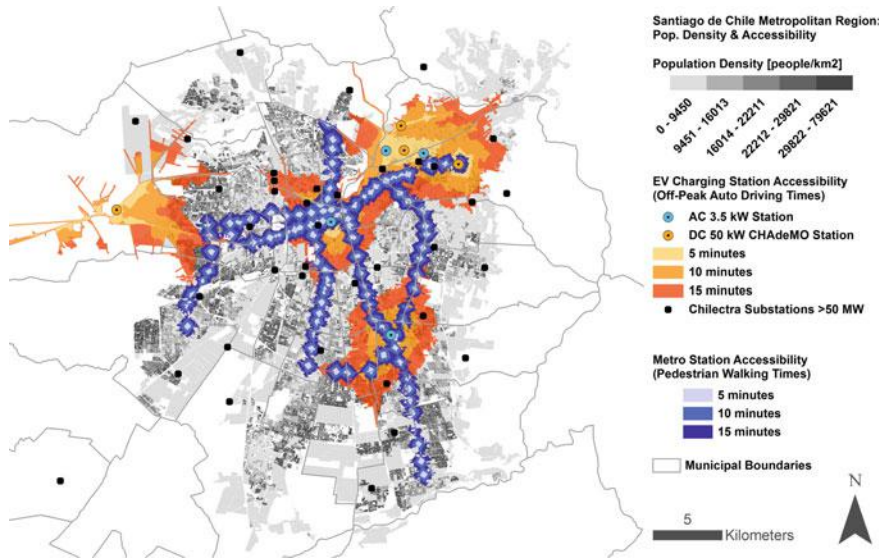 Santiago de Chile Metropolitan Region:
Pop. Density & Accessibility
Population Density [people/km2]
0 - 9450
9451 - 16013
16014 - 22211
22212 - 29821
29822 - 79621
EV Charging Station Accessibility
(Off-Peak Auto Driving Times)
AC 3.5 kW Station
DC 50 kW CHAdeMO Station
5 minutes
10 minutes
15 minutes
Chilectra Substations >50 MW
Metro Station Accessibility
(Pedestrian Walking Times)
5 minutes
10 minutes
15 minutes
Municipal Boundaries
N
5
Kilometers